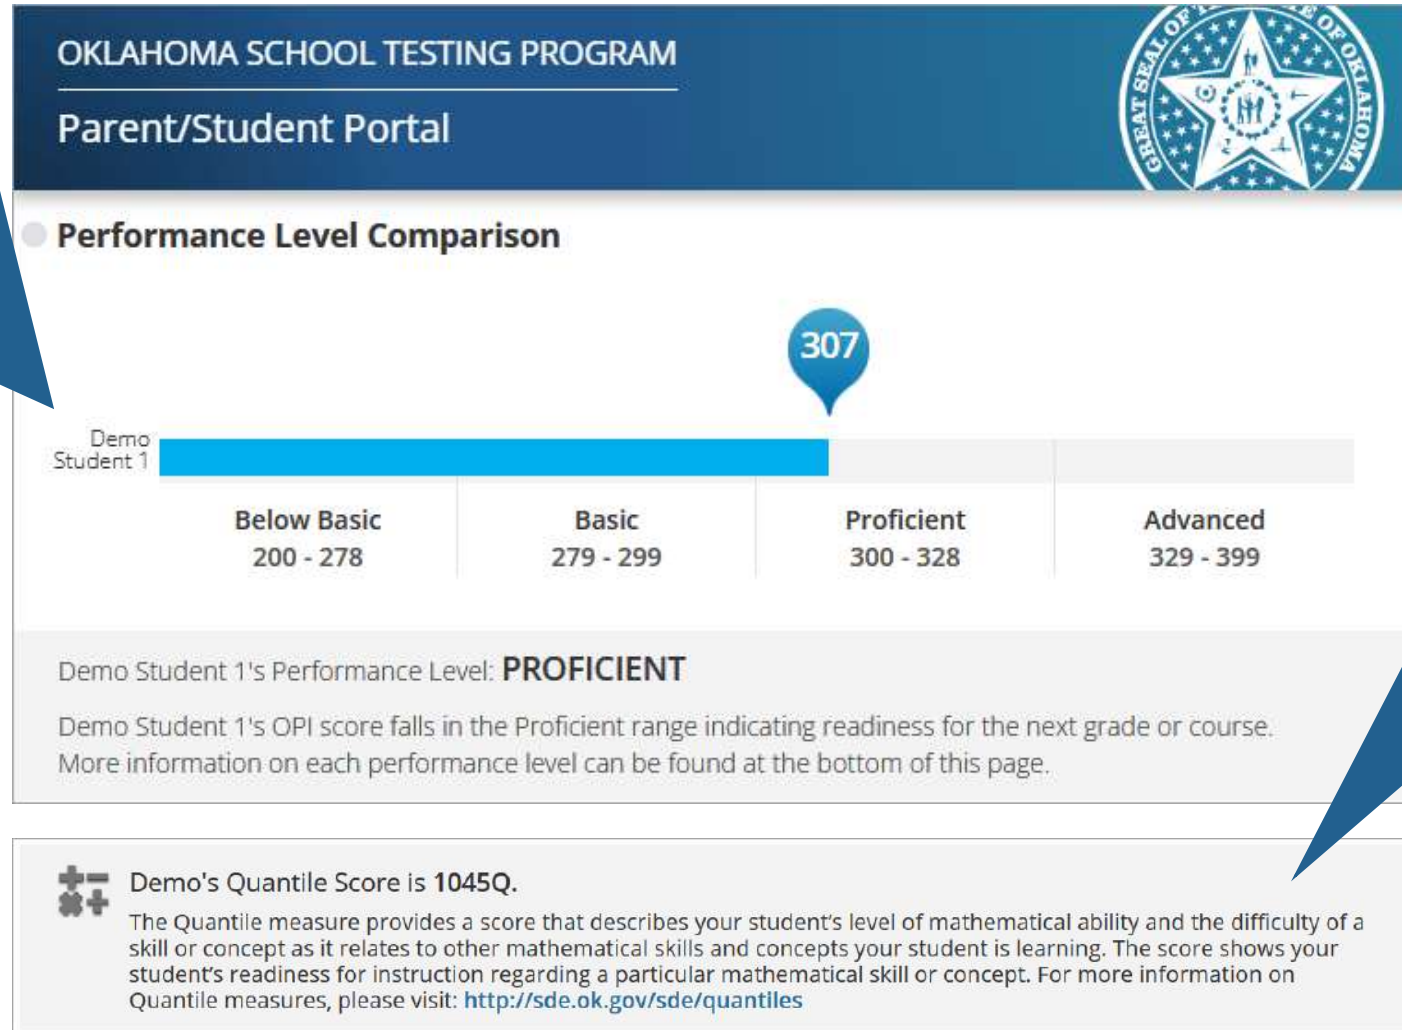 OKLAHOMA SCHOOL TESTING PROGRAM
Parent/Student Portal
GREAT SEAL OF THE STATE OF OKLAHOMA
Performance Level Comparison
307
Demo
Student 1
Below Basic
200 - 278
Basic
279 - 299
Proficient
300 - 328
Advanced
329 - 399
Demo Student 1's Performance Level: PROFICIENT
Demo Student 1's OPI score falls in the Proficient range indicating readiness for the next grade or course.
More information on each performance level can be found at the bottom of this page.
Demo's Quantile Score is 1045Q.
The Quantile measure provides a score that describes your student’s level of mathematical ability and the difficulty of a
skill or concept as it relates to other mathematical skills and concepts your student is learning. The score shows your
student’s readiness for instruction regarding a particular mathematical skill or concept. For more information on
Quantile measures, please visit: http://sde.ok.gov/sde/quantiles